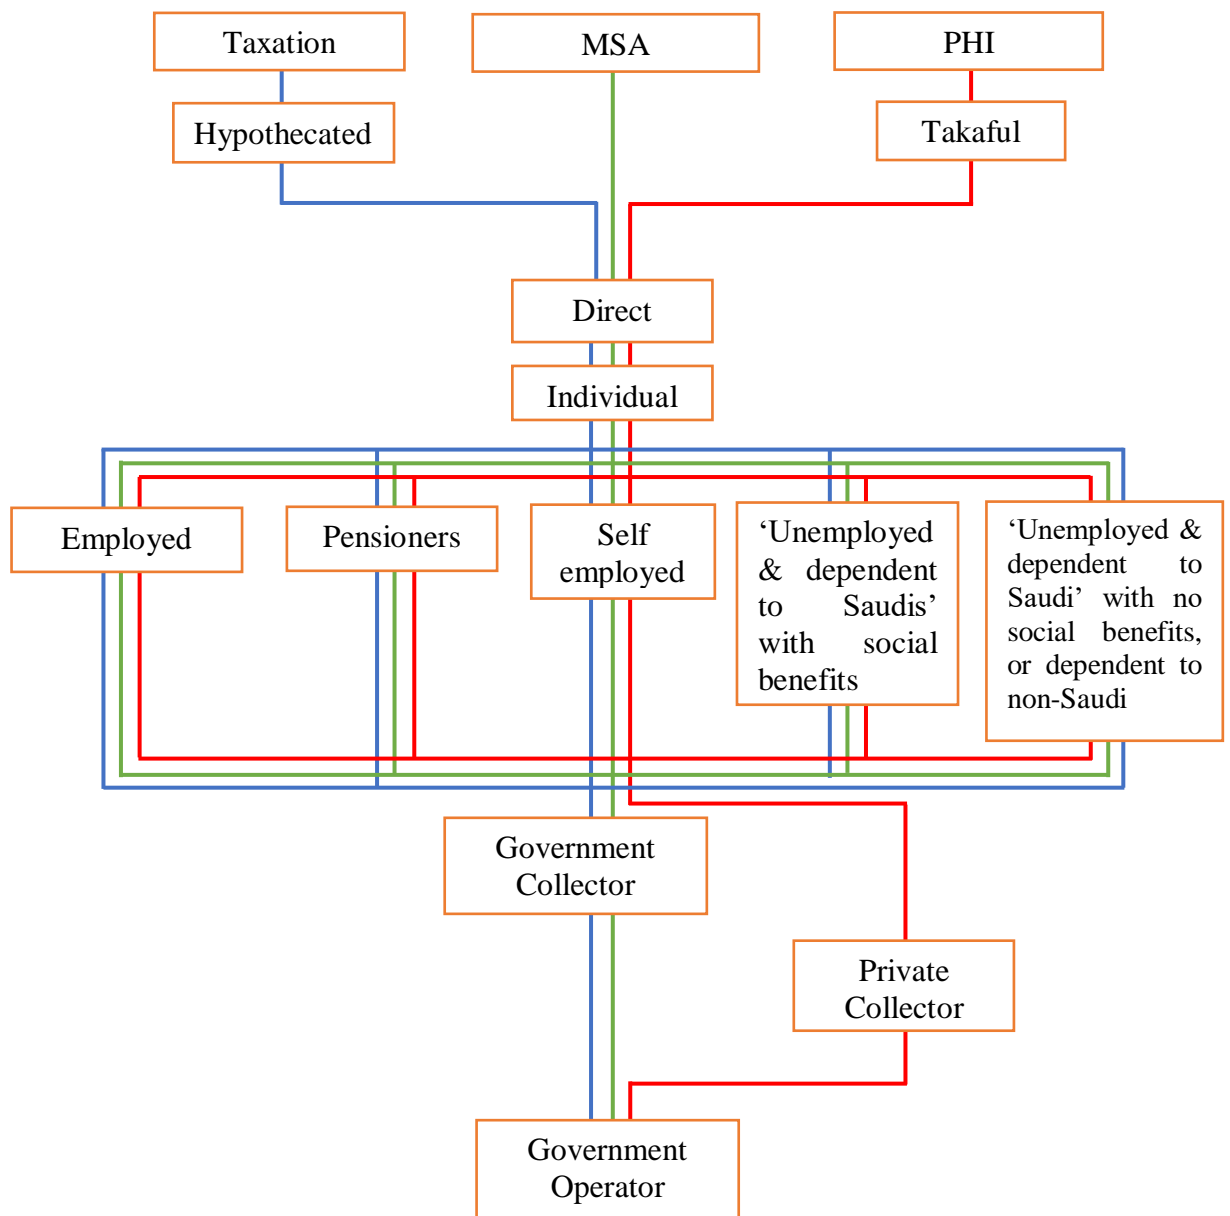 Taxation
MSA
PHI
Hypothecated
Takaful
Direct
Individual
Employed
Pensioners
Self
employed
‘Unemployed
& dependent
to Saudis’
with social
benefits
‘Unemployed &
dependent to
Saudi’ with no
social benefits,
or dependent to
non-Saudi
Government
Collector
Private
Collector
Government
Operator